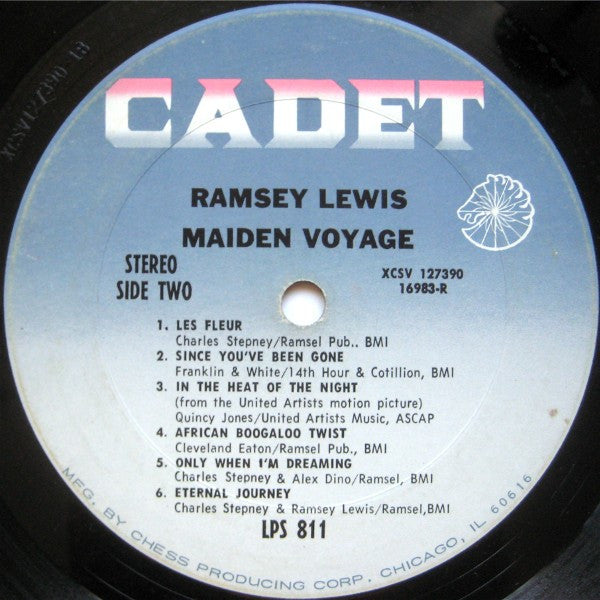 XCSV127390-1B
CADET
RAMSEY LEWIS
MAIDEN VOYAGE
STEREO
SIDE TWO
XCSV 127390
16983-R
1. LES FLEUR
Charles Stepney/Ramsel Pub.. BMI
2. SINCE YOU'VE BEEN GONE
Franklin & White/14th Hour & Cotillion, BMI
3. IN THE HEAT OF THE NIGHT
(from the United Artists motion picture)
Quincy Jones/United Artists Music, ASCAP
4. AFRICAN BOOGALOO TWIST
Cleveland Eaton/Ramsel Pub., BMI
5. ONLY WHEN I'M DREAMING
Charles Stepney & Alex Dino/Ramsel, BMI
6. ETERNAL JOURNEY
Charles Stepney & Ramsey Lewis/Ramsel,BMI
LPS 811
MFG. BY CHESS PRODUCING CORP. CHICAGO, IL 60616